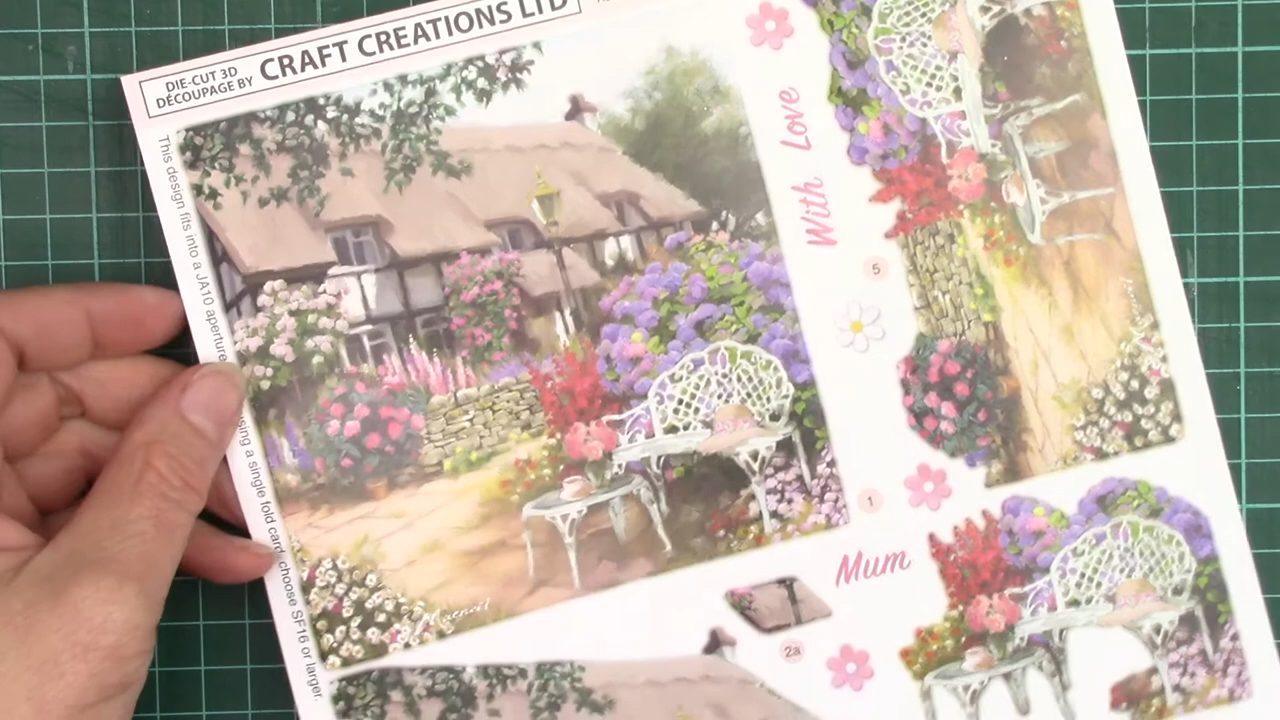 DIE-CUT 3D
DÉCOUPAGE BY
CRAFT CREATIONS LTD
This design fits into a JA10 aperture
using a single fold card, choose SF16 or larger.
With Love
5
1
Mum
2a